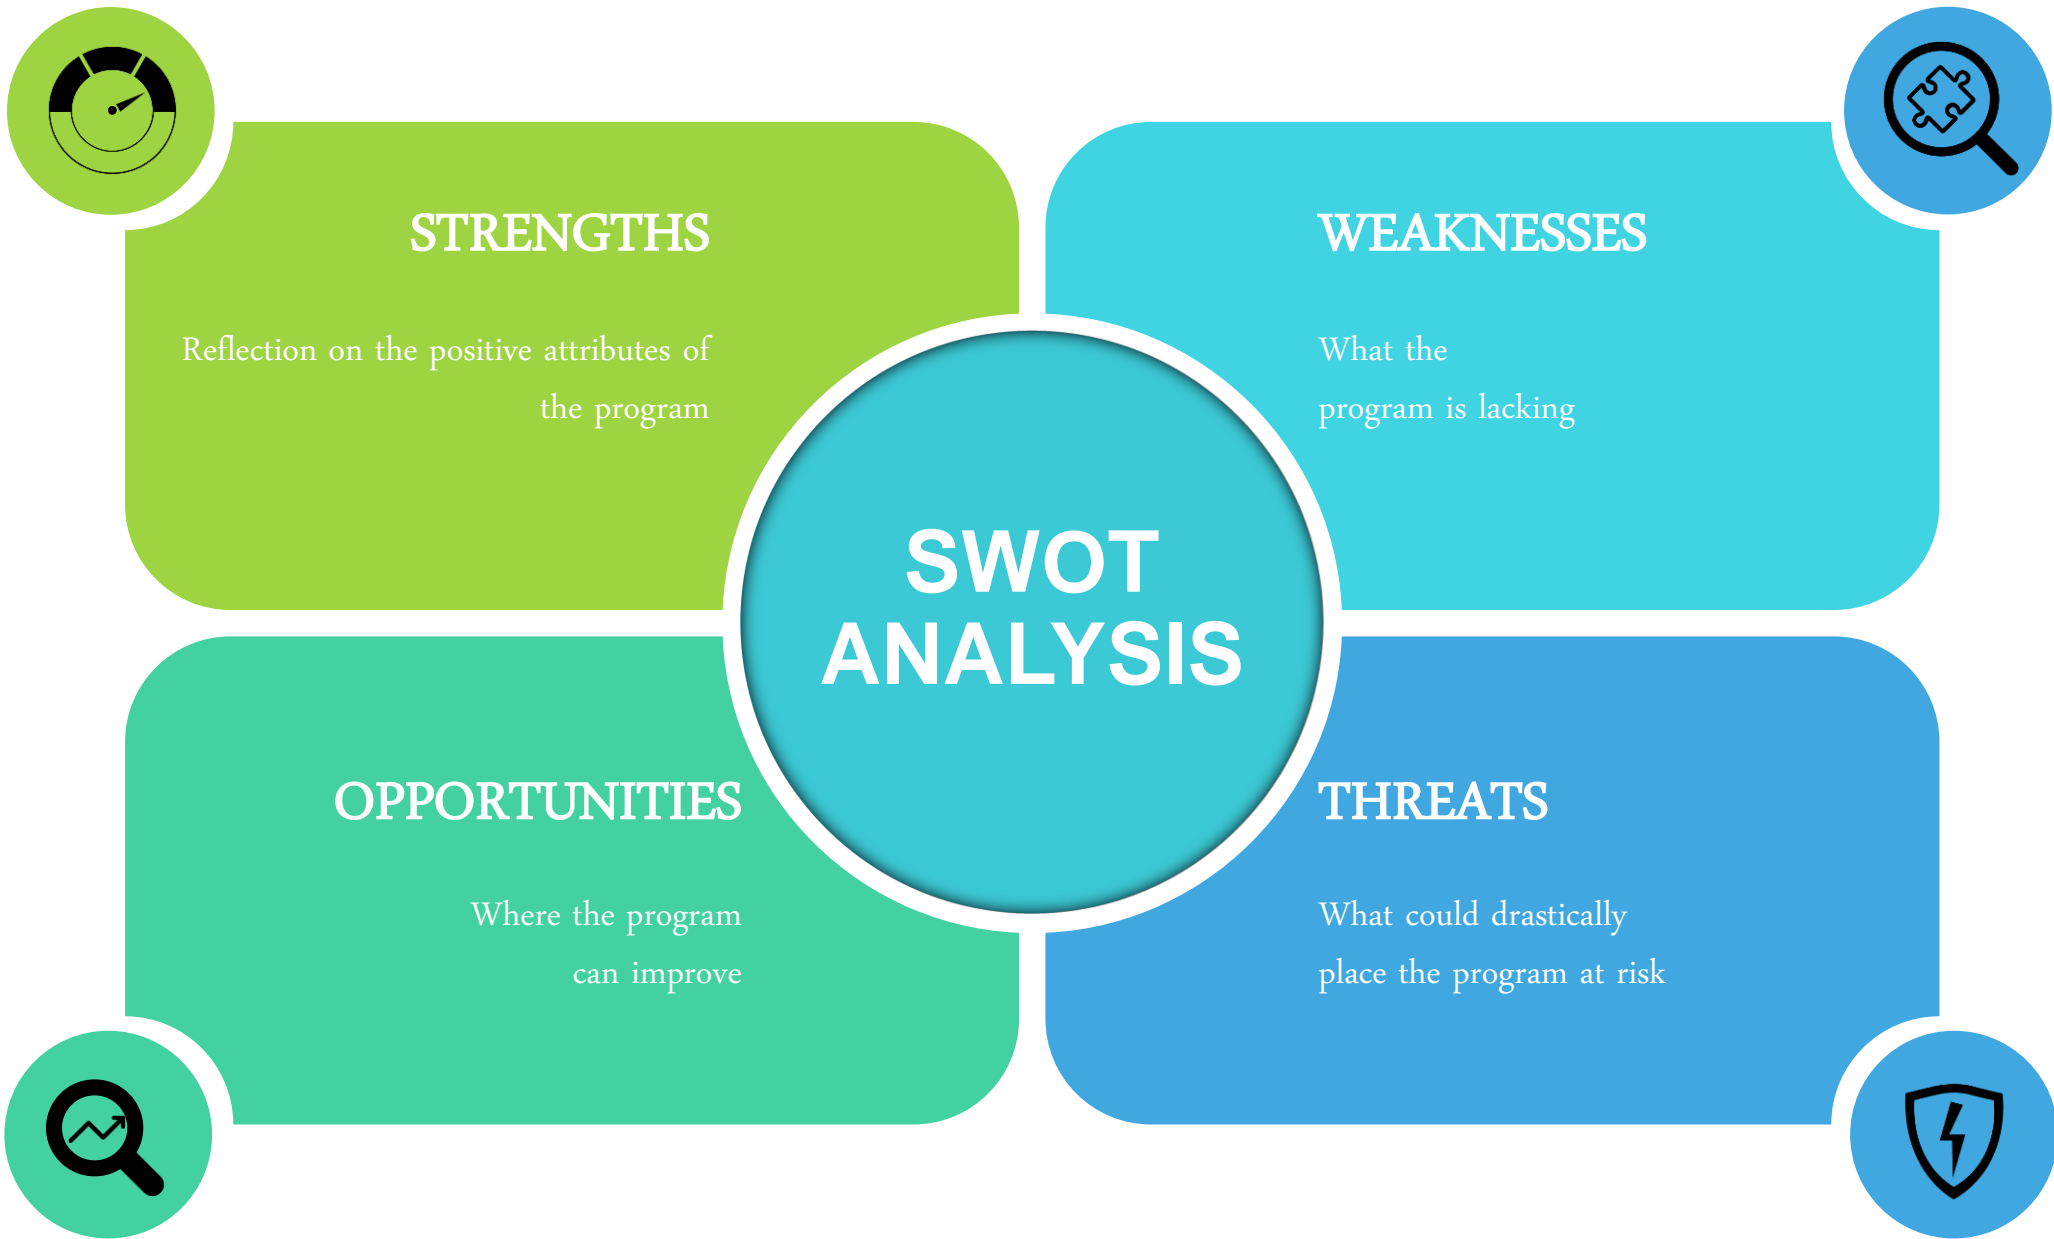 STRENGTHS
Reflection on the positive attributes of
the program
WEAKNESSES
What the
program is lacking
SWOT
ANALYSIS
OPPORTUNITIES
Where the program
can improve
THREATS
What could drastically
place the program at risk